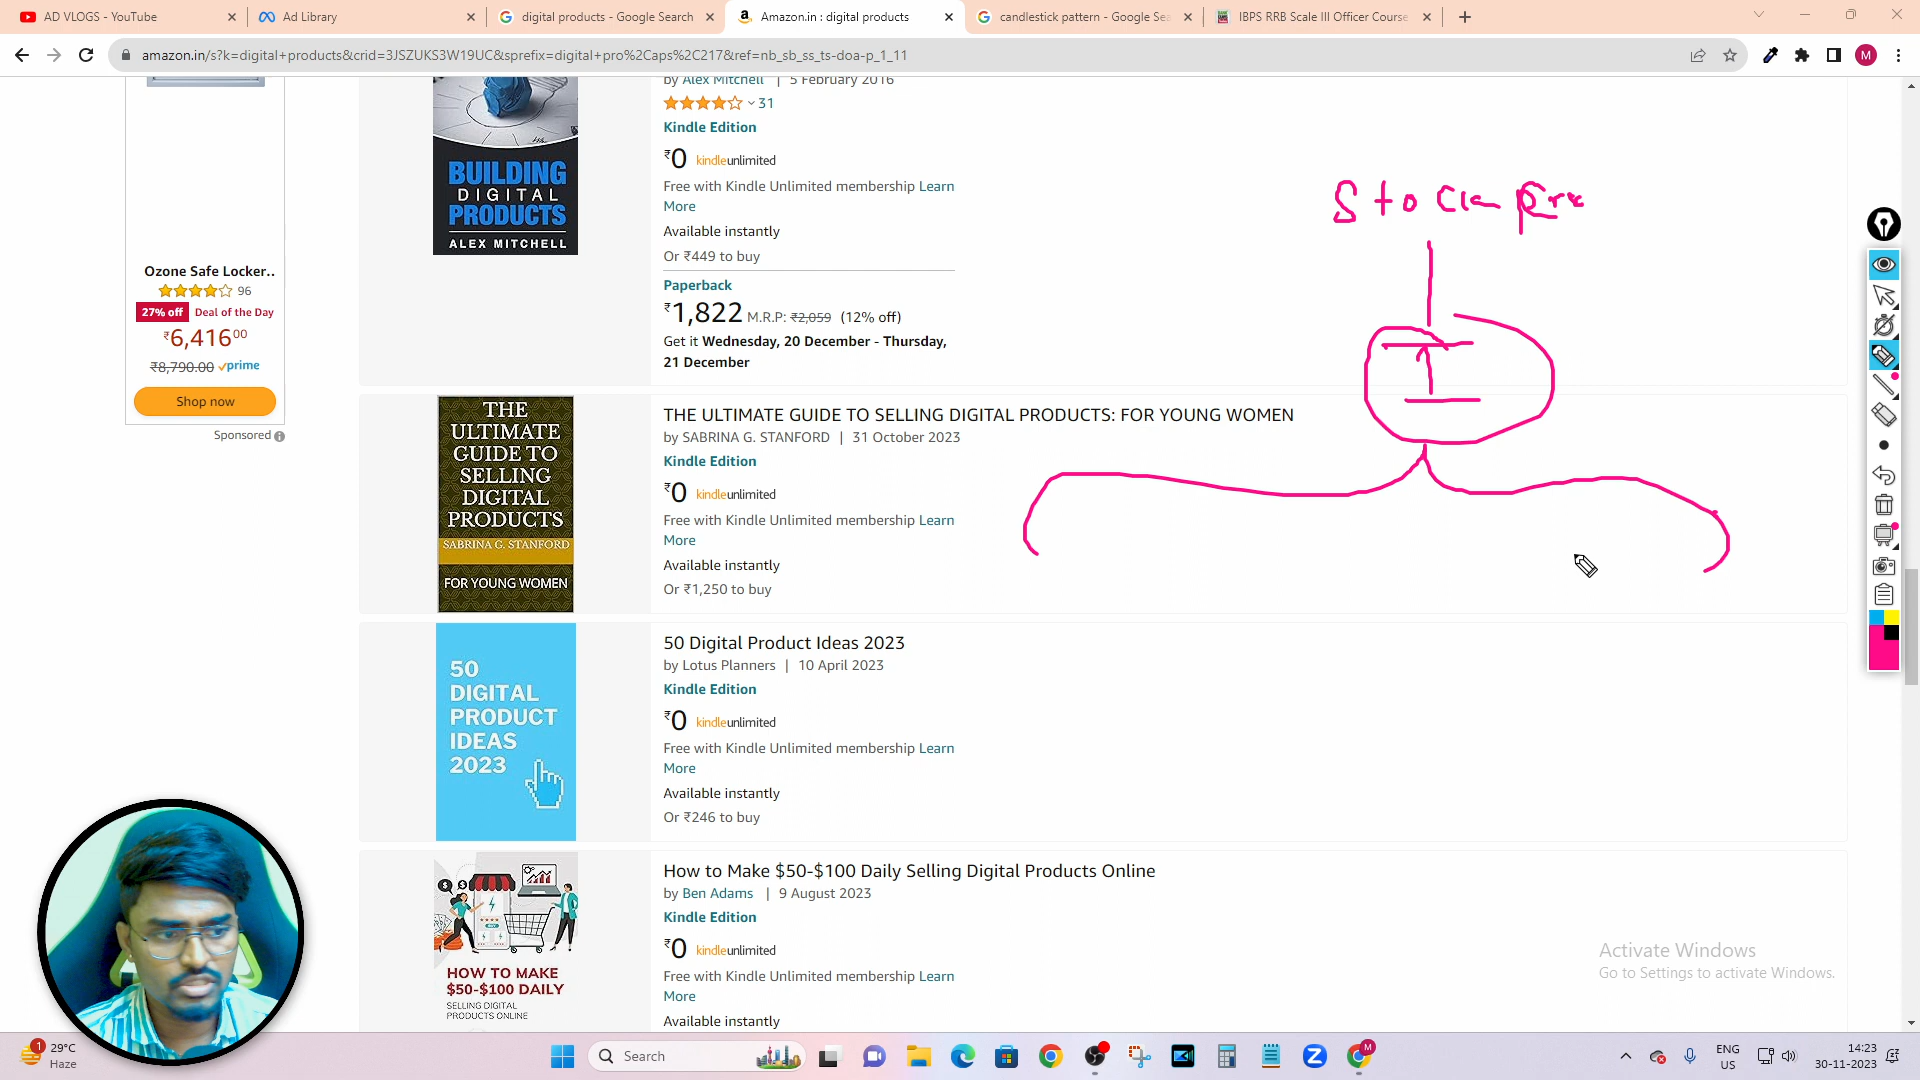 AD VLOGS - YouTube
Ad Library
digital products - Google Search
Amazon.in : digital products
candlestick pattern - Google Sea
IBPS RRB Scale III Officer Course
amazon.in/s?k=digital+products&crid=3JSZUKS3W19UC&sprefix=digital+pro%2Caps%2C217&ref=nb_sb_ss_ts-doa-p_1_11
M
Ozone Safe Locker..
96
27% off Deal of the Day
₹6,416⁰⁰
₹8,790.00 prime
Shop now
Sponsored
BUILDING
DIGITAL
PRODUCTS
ALEX MITCHELL
by Alex Mitchell | 5 February 2016
31
Kindle Edition
₹0 kindleunlimited
Free with Kindle Unlimited membership Learn
More
Available instantly
Or ₹449 to buy
Paperback
₹1,822 M.R.P: ₹2,059 (12% off)
Get it Wednesday, 20 December - Thursday,
21 December
THE
ULTIMATE
GUIDE TO
SELLING
DIGITAL
PRODUCTS
SABRINA G. STANFORD
FOR YOUNG WOMEN
THE ULTIMATE GUIDE TO SELLING DIGITAL PRODUCTS: FOR YOUNG WOMEN
by SABRINA G. STANFORD | 31 October 2023
Kindle Edition
₹0 kindleunlimited
Free with Kindle Unlimited membership Learn
More
Available instantly
Or ₹1,250 to buy
50
DIGITAL
PRODUCT
IDEAS
2023
50 Digital Product Ideas 2023
by Lotus Planners | 10 April 2023
Kindle Edition
₹0 kindleunlimited
Free with Kindle Unlimited membership Learn
More
Available instantly
Or ₹246 to buy
HOW TO MAKE
$50-$100 DAILY
SELLING DIGITAL
PRODUCTS ONLINE
How to Make $50-$100 Daily Selling Digital Products Online
by Ben Adams | 9 August 2023
Kindle Edition
₹0 kindleunlimited
Free with Kindle Unlimited membership Learn
More
Available instantly
Activate Windows
Go to Settings to activate Windows.
1
29°C
Haze
Search
M
ENG
US
14:23
30-11-2023